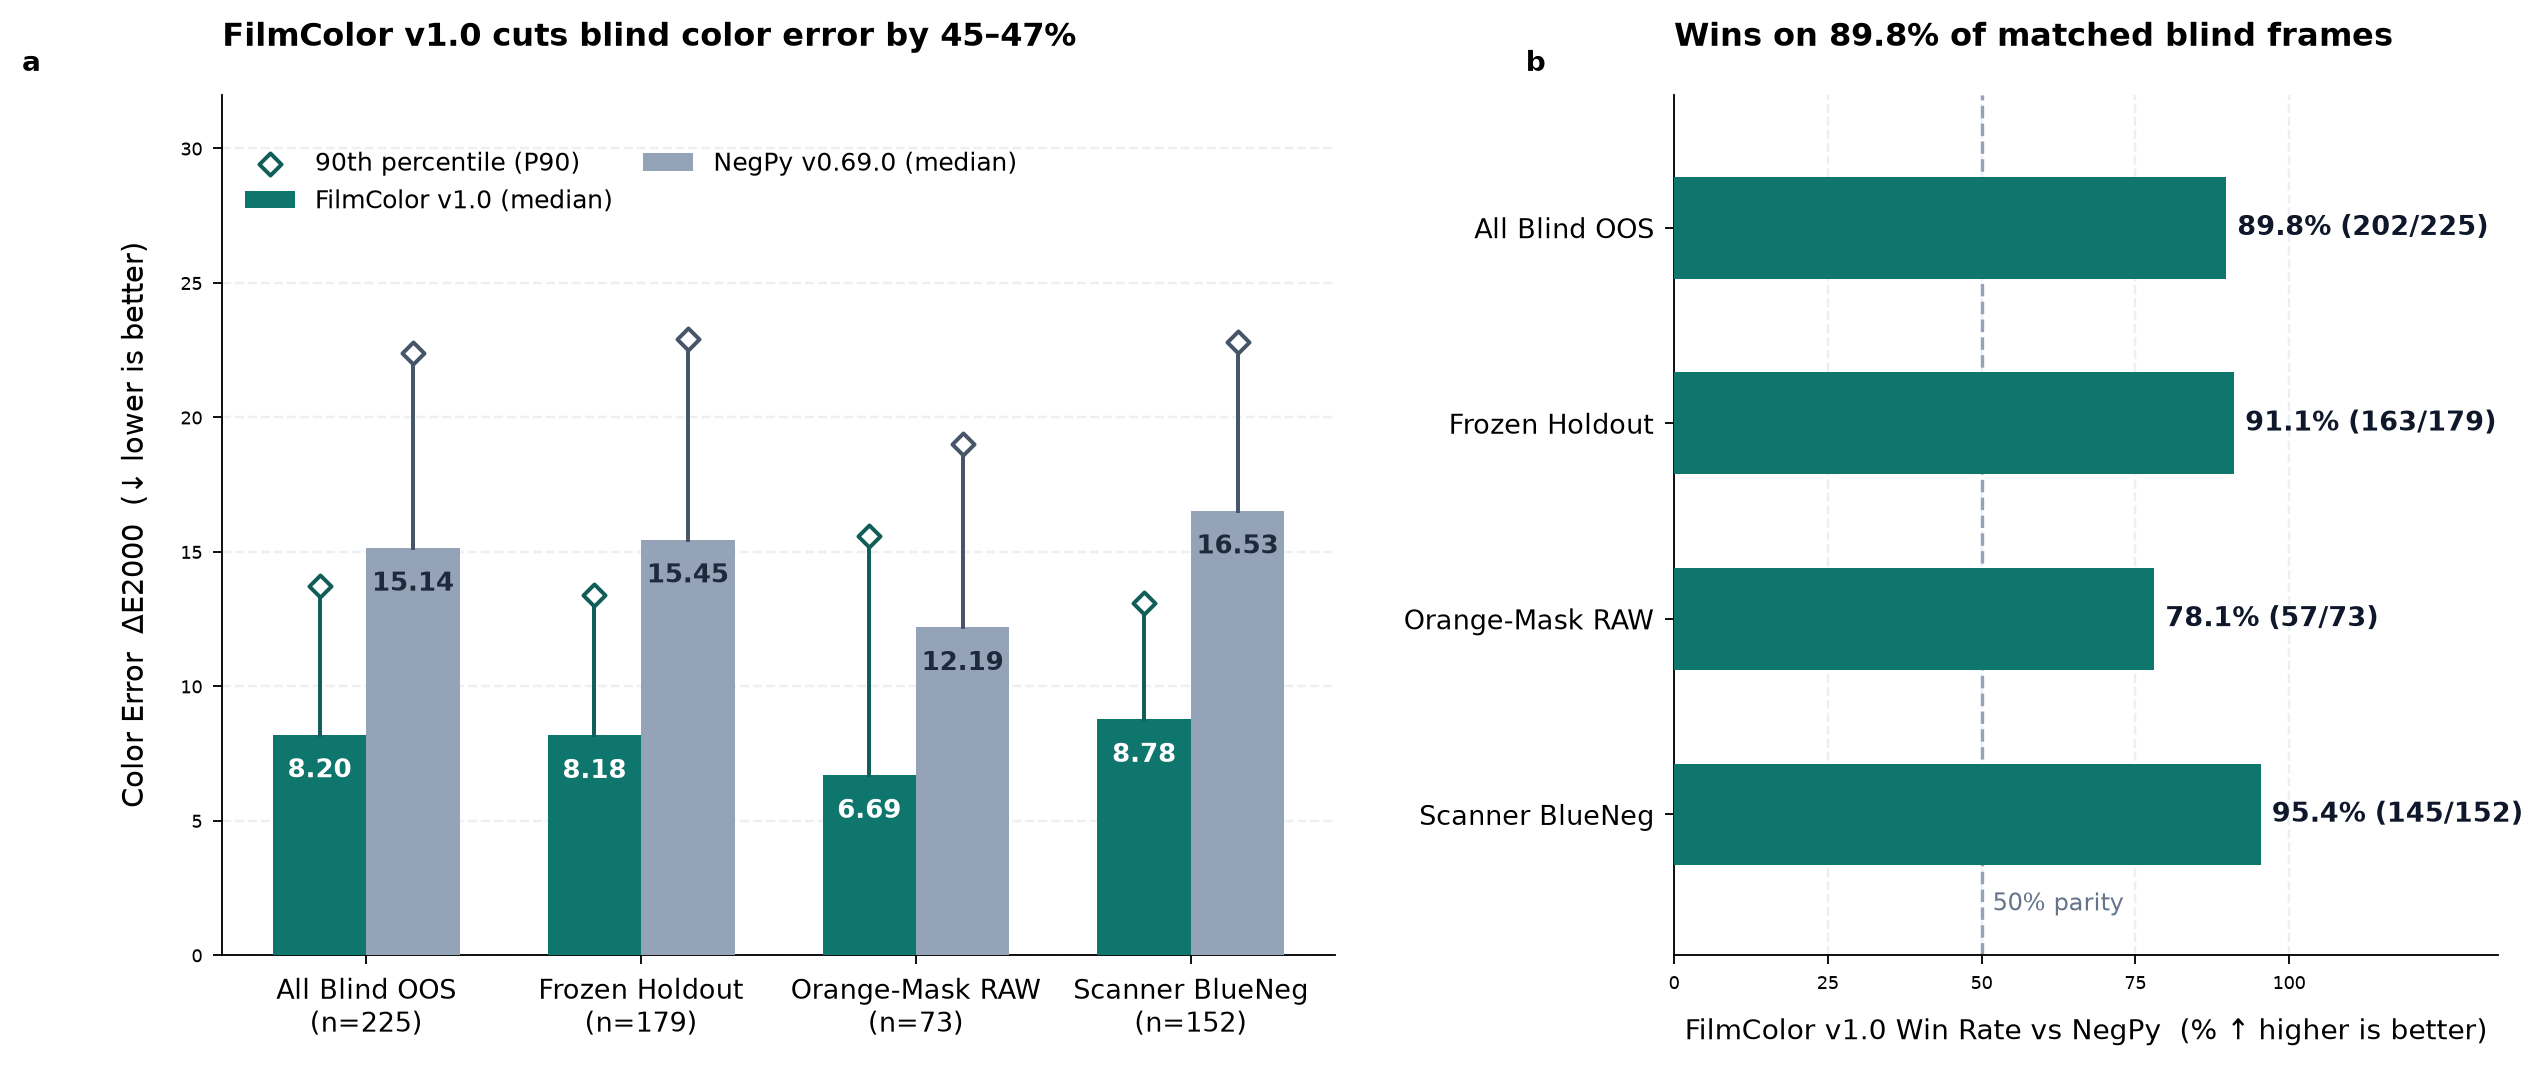 FilmColor v1.0 cuts blind color error by 45–47%
a
Color Error ΔE2000 (↓ lower is better)
30
25
20
15
10
5
0
90th percentile (P90)
FilmColor v1.0 (median)
NegPy v0.69.0 (median)
8.20
15.14
8.18
15.45
6.69
12.19
8.78
16.53
All Blind OOS
(n=225)
Frozen Holdout
(n=179)
Orange-Mask RAW
(n=73)
Scanner BlueNeg
(n=152)
Wins on 89.8% of matched blind frames
b
All Blind OOS
89.8% (202/225)
Frozen Holdout
91.1% (163/179)
Orange-Mask RAW
78.1% (57/73)
Scanner BlueNeg
95.4% (145/152)
50% parity
0
25
50
75
100
FilmColor v1.0 Win Rate vs NegPy (% ↑ higher is better)